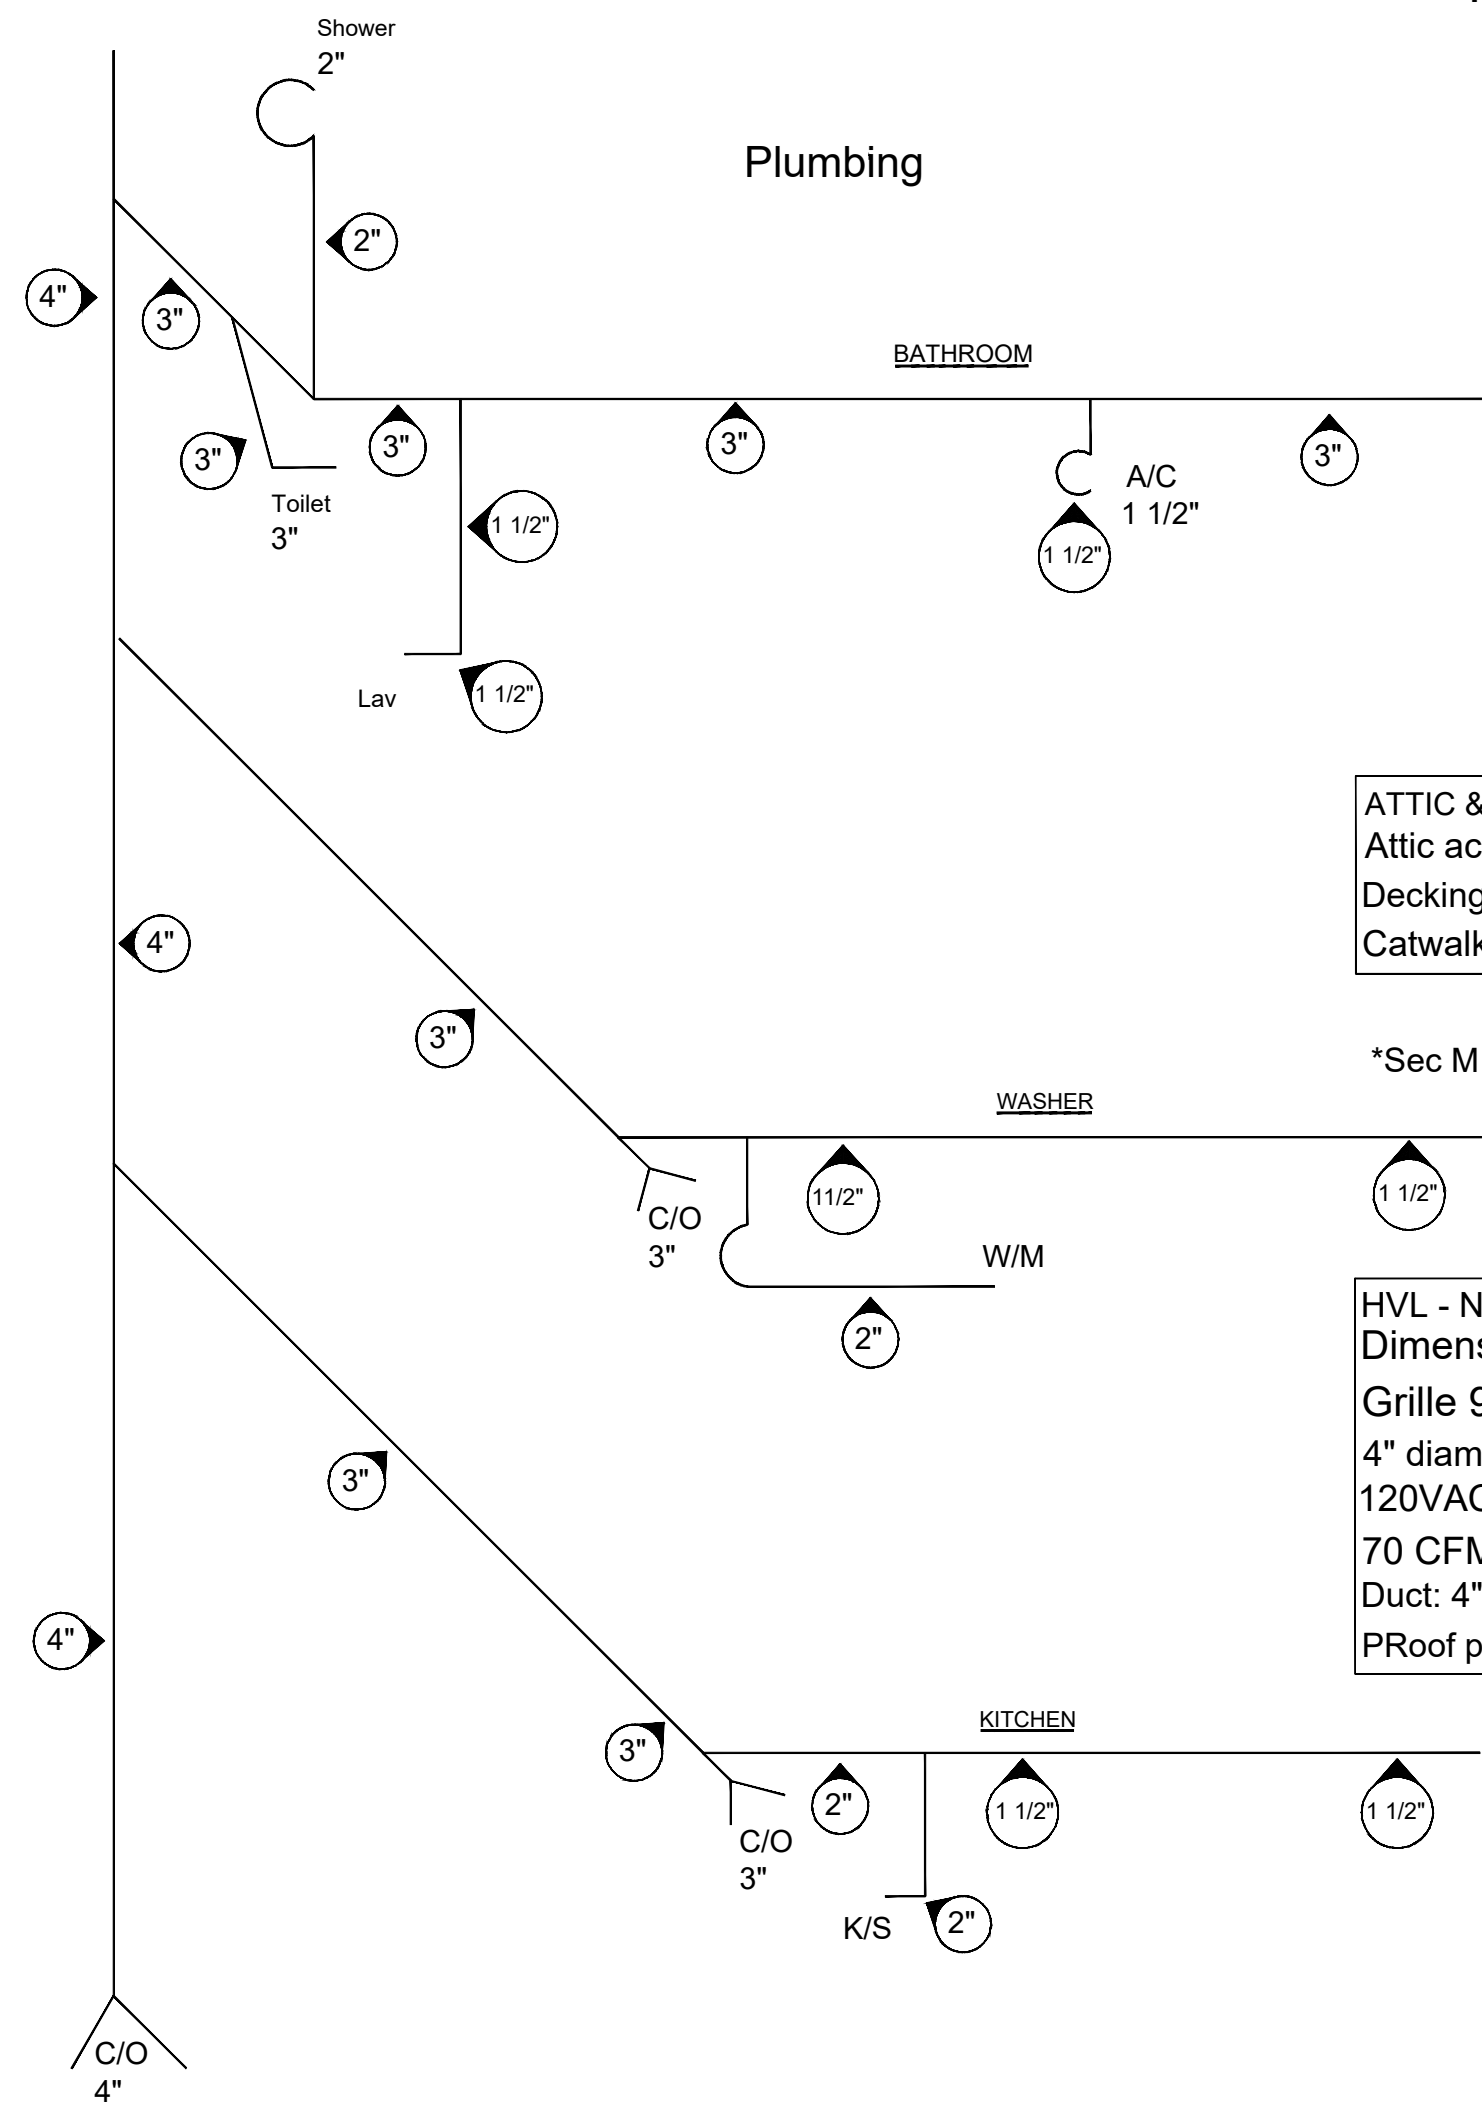 Shower
2"
Plumbing
2"
4"
3"
BATHROOM
3"
3"
3"
3"
A/C
1 1/2"
Toilet
3"
1 1/2"
1 1/2"
Lav
1 1/2"
ATTIC &
Attic ac
Decking
Catwalk
4"
3"
*Sec M
WASHER
11/2"
1 1/2"
C/O
3"
W/M
2"
HVL - N
Dimens
Grille 9
4" diam
120VAC
70 CFM
Duct: 4"
PRoof p
3"
4"
KITCHEN
3"
2"
1 1/2"
1 1/2"
C/O
3"
K/S
2"
C/O
4"